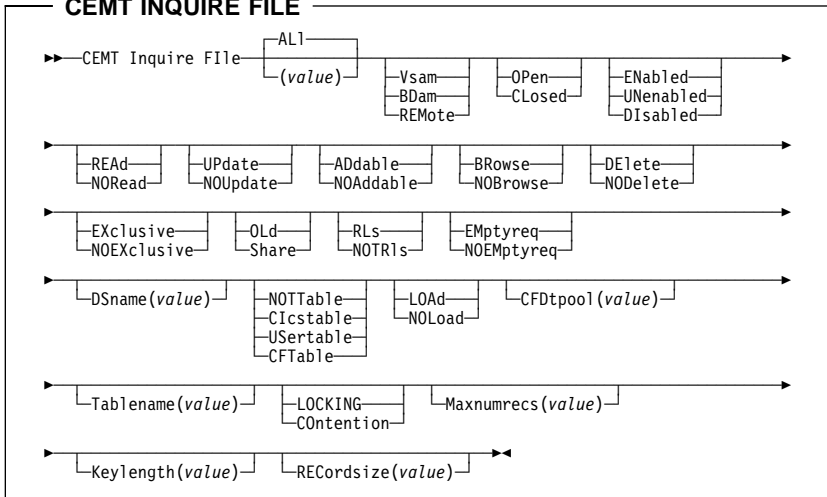 CEMT INQUIRE FILE
ALl
CEMT Inquire FIle
(value)
Vsam
OPen
ENabled
BDam
CLosed
UNenabled
REMote
DIsabled
REAd
UPdate
ADdable
BRowse
DElete
NORead
NOUpdate
NOAddable
NOBrowse
NODelete
EXclusive
OLd
RLs
EMptyreq
NOEXclusive
Share
NOTRls
NOEMptyreq
DSname(value)
NOTTable
LOAd
CFDtpool(value)
CIcstable
NOLoad
USertable
CFTable
Tablename(value)
LOCKING
Maxnumrecs(value)
COntention
Keylength(value)
RECordsize(value)